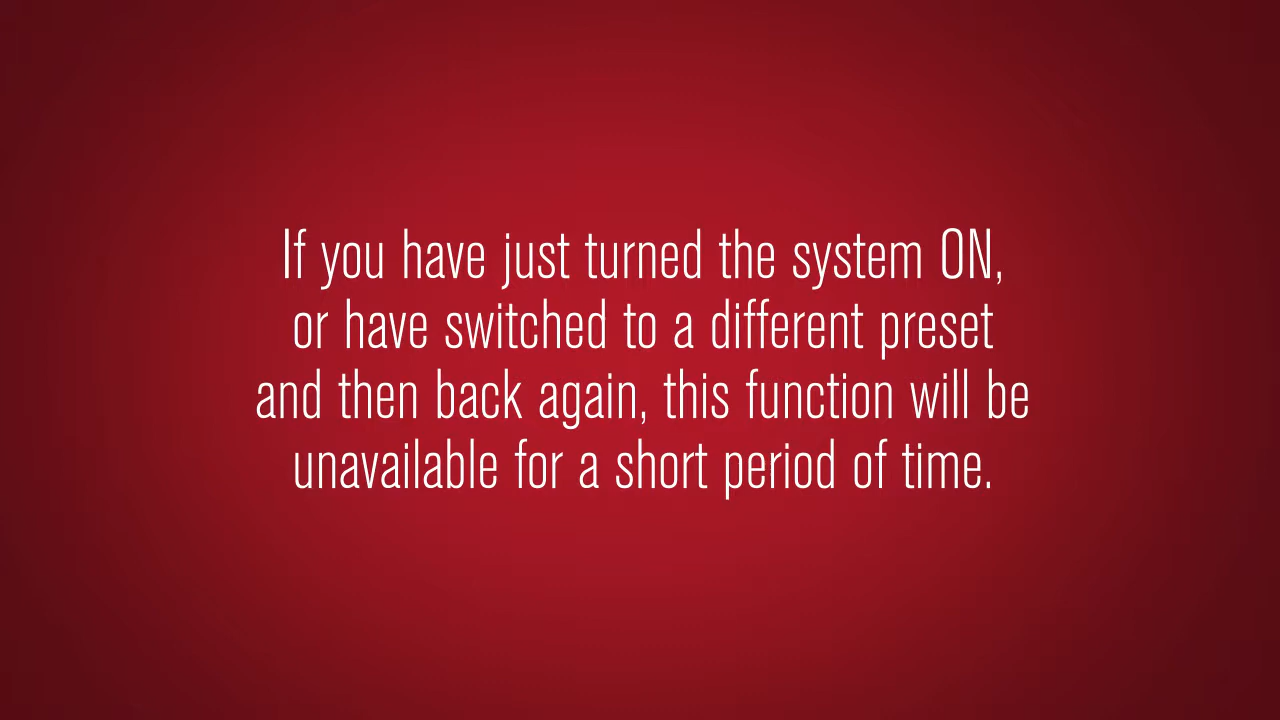 If you have just turned the system ON,
or have switched to a different preset
and then back again, this function will be
unavailable for a short period of time.